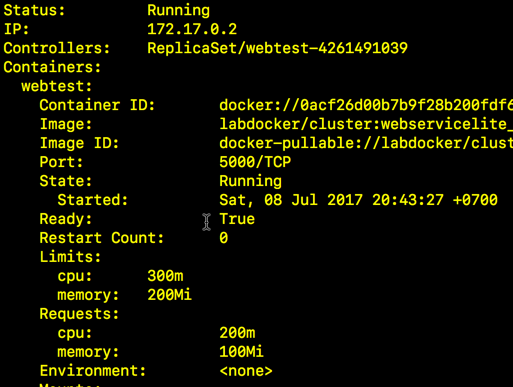 Status: Running
IP: 172.17.0.2
Controllers: ReplicaSet/webtest-4261491039
Containers:
webtest:
Container ID: docker://0acf26d00b7b9f28b200fdf6
Image: labdocker/cluster:webservicelite_
Image ID: docker-pullable://labdocker/clust
Port: 5000/TCP
State: Running
Started: Sat, 08 Jul 2017 20:43:27 +0700
Ready: True
Restart Count: 0
Limits:
cpu: 300m
memory: 200Mi
Requests:
cpu: 200m
memory: 100Mi
Environment: <none>